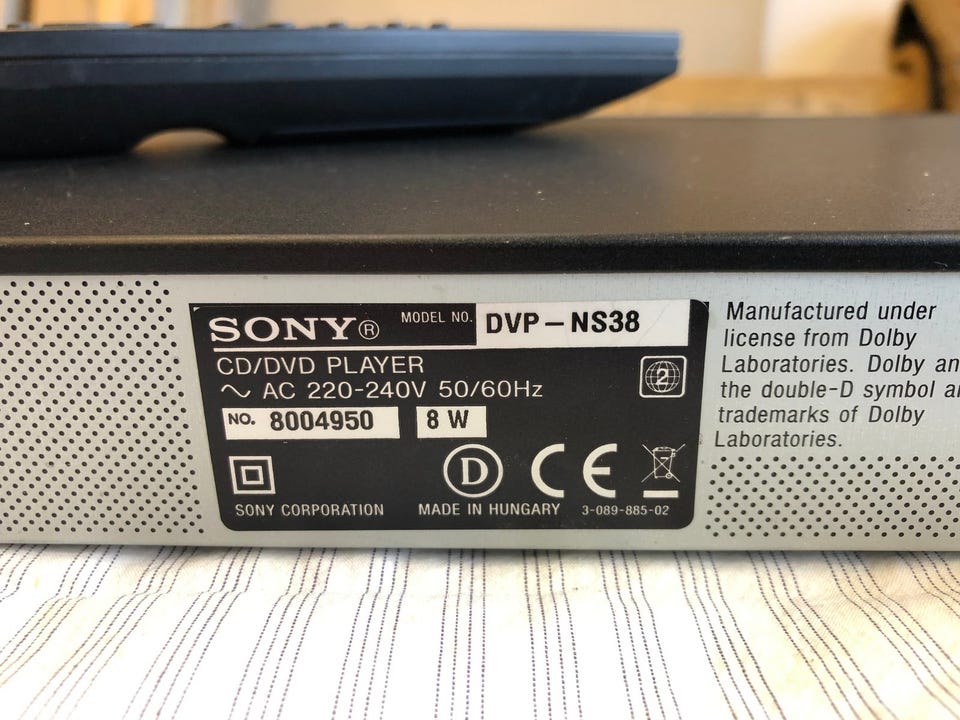 SONY® MODEL NO. DVP-NS38
CD/DVD PLAYER
~ AC 220-240V 50/60Hz
NO. 8004950 8 W
2
D CE
SONY CORPORATION MADE IN HUNGARY 3-089-885-02
Manufactured under
license from Dolby
Laboratories. Dolby an
the double-D symbol a
trademarks of Dolby
Laboratories.